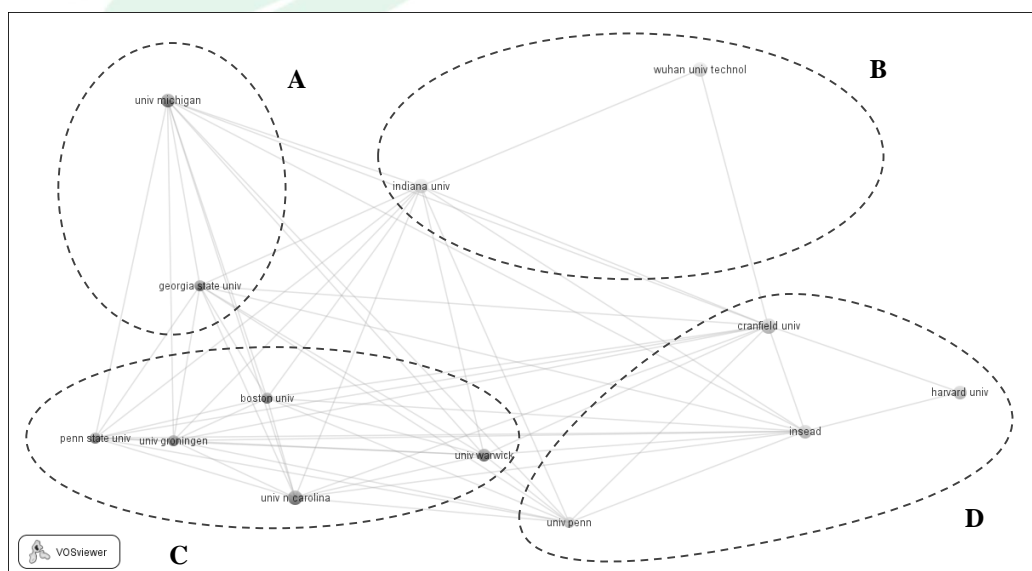 A
univ michigan
B
wuhan univ technol
indiana univ
georgia state univ
cranfield univ
harvard univ
boston univ
penn state univ
univ groningen
insead
univ warwick
univ n carolina
univ penn
D
C
VOSviewer